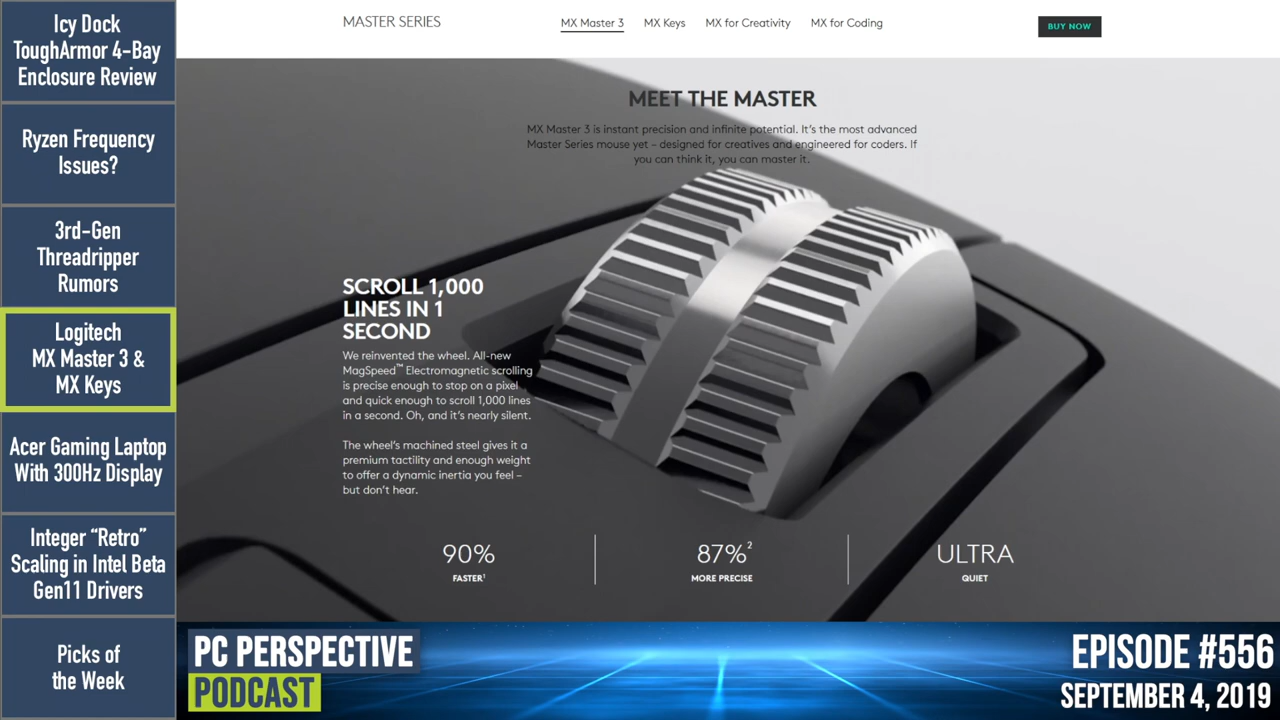 Icy Dock
ToughArmor 4-Bay
Enclosure Review
Ryzen Frequency
Issues?
3rd-Gen
Threadripper
Rumors
Logitech
MX Master 3 &
MX Keys
Acer Gaming Laptop
With 300Hz Display
Integer “Retro”
Scaling in Intel Beta
Gen11 Drivers
Picks of
the Week
MASTER SERIES
MX Master 3 MX Keys MX for Creativity MX for Coding
BUY NOW
MEET THE MASTER
MX Master 3 is instant precision and infinite potential. It’s the most advanced
Master Series mouse yet – designed for creatives and engineered for coders. If
you can think it, you can master it.
SCROLL 1,000
LINES IN 1
SECOND
We reinvented the wheel. All-new
MagSpeed™ Electromagnetic scrolling
is precise enough to stop on a pixel
and quick enough to scroll 1,000 lines
in a second. Oh, and it’s nearly silent.
The wheel’s machined steel gives it a
premium tactility and enough weight
to offer a dynamic inertia you feel –
but don’t hear.
90%
FASTER¹
87%²
MORE PRECISE
ULTRA
QUIET
PC PERSPECTIVE
PODCAST
EPISODE #556
SEPTEMBER 4, 2019